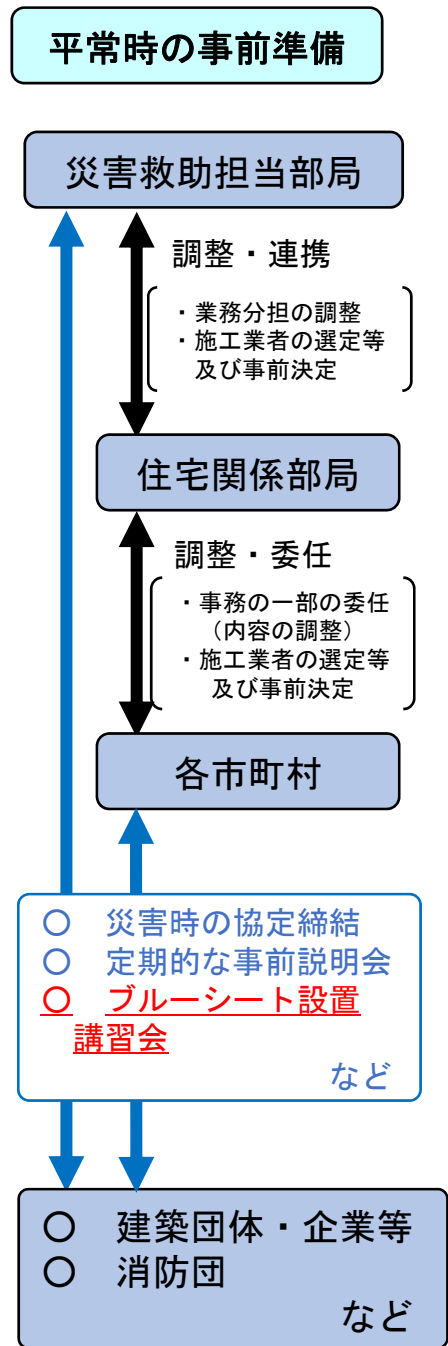 平常時の事前準備
災害救助担当部局
調整・連携
・業務分担の調整
・施工業者の選定等
及び事前決定
住宅関係部局
調整・委任
・事務の一部の委任
（内容の調整）
・施工業者の選定等
及び事前決定
各市町村
〇　災害時の協定締結
〇　定期的な事前説明会
〇　ブルーシート設置
講習会
など
〇　建築団体・企業等
〇　消防団
など